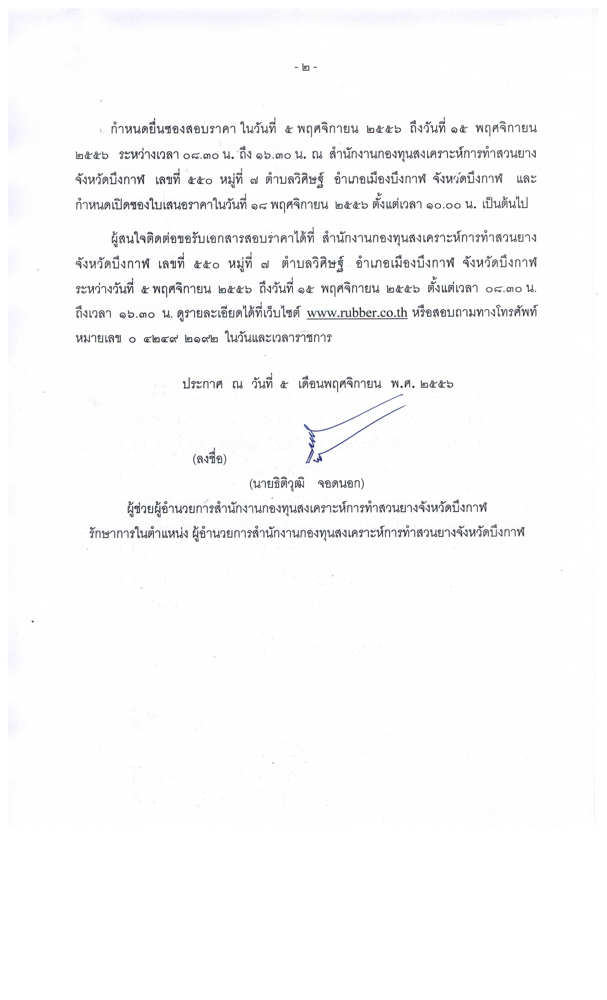 - ๒ -
กำหนดยื่นซองสอบราคา ในวันที่ ๕ พฤศจิกายน ๒๕๕๖ ถึงวันที่ ๑๕ พฤศจิกายน
๒๕๕๖ ระหว่างเวลา ๐๘.๓๐ น. ถึง ๑๖.๓๐ น. ณ สำนักงานกองทุนสงเคราะห์การทำสวนยาง
จังหวัดบึงกาฬ เลขที่ ๕๕๐ หมู่ที่ ๗ ตำบลวิศิษฐ์ อำเภอเมืองบึงกาฬ จังหวัดบึงกาฬ และ
กำหนดเปิดซองใบเสนอราคาในวันที่ ๑๘ พฤศจิกายน ๒๕๕๖ ตั้งแต่เวลา ๑๐.๐๐ น. เป็นต้นไป
ผู้สนใจติดต่อขอรับเอกสารสอบราคาได้ที่ สำนักงานกองทุนสงเคราะห์การทำสวนยาง
จังหวัดบึงกาฬ เลขที่ ๕๕๐ หมู่ที่ ๗ ตำบลวิศิษฐ์ อำเภอเมืองบึงกาฬ จังหวัดบึงกาฬ
ระหว่างวันที่ ๕ พฤศจิกายน ๒๕๕๖ ถึงวันที่ ๑๕ พฤศจิกายน ๒๕๕๖ ตั้งแต่เวลา ๐๘.๓๐ น.
ถึงเวลา ๑๖.๓๐ น. ดูรายละเอียดได้ที่เว็บไซต์ www.rubber.co.th หรือสอบถามทางโทรศัพท์
หมายเลข ๐ ๔๒๔๙ ๒๑๙๒ ในวันและเวลาราชการ
ประกาศ ณ วันที่ ๕ เดือนพฤศจิกายน พ.ศ. ๒๕๕๖
(ลงชื่อ)
(นายธิติวุฒิ จอดนอก)
ผู้ช่วยผู้อำนวยการสำนักงานกองทุนสงเคราะห์การทำสวนยางจังหวัดบึงกาฬ
รักษาการในตำแหน่ง ผู้อำนวยการสำนักงานกองทุนสงเคราะห์การทำสวนยางจังหวัดบึงกาฬ